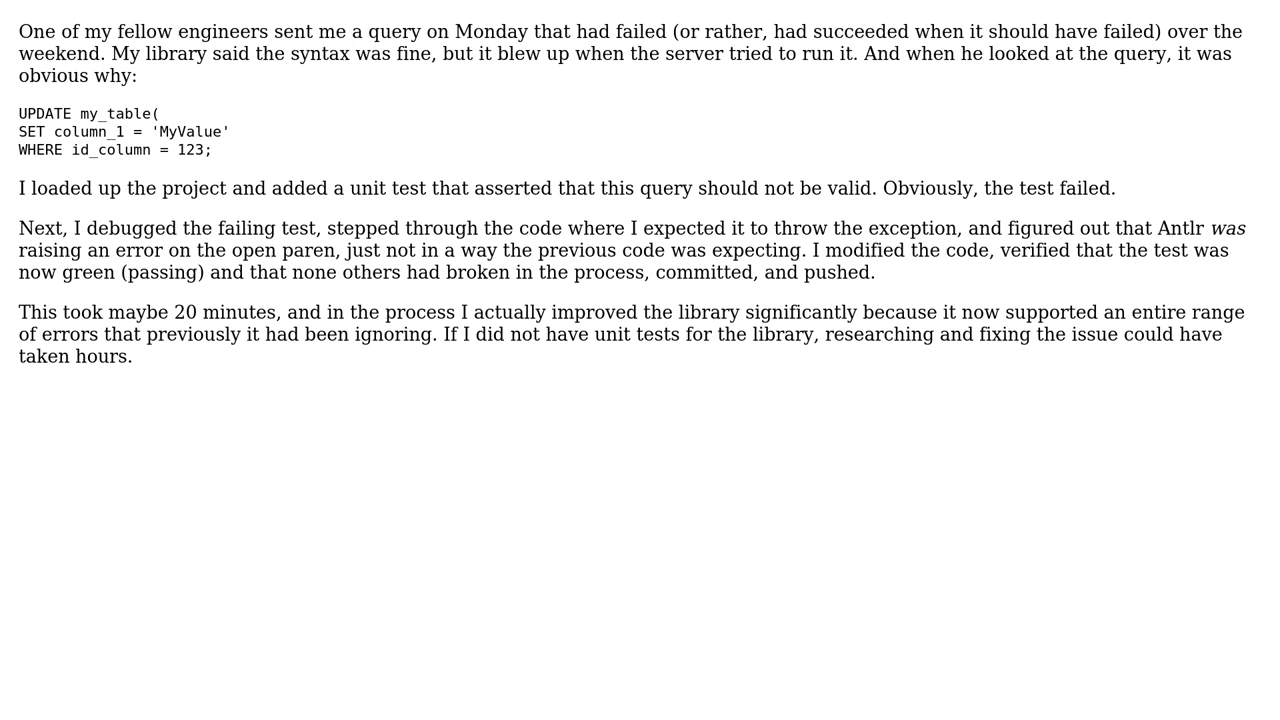 One of my fellow engineers sent me a query on Monday that had failed (or rather, had succeeded when it should have failed) over the
weekend. My library said the syntax was fine, but it blew up when the server tried to run it. And when he looked at the query, it was
obvious why:
UPDATE my_table(
SET column_1 = 'MyValue'
WHERE id_column = 123;
I loaded up the project and added a unit test that asserted that this query should not be valid. Obviously, the test failed.
Next, I debugged the failing test, stepped through the code where I expected it to throw the exception, and figured out that Antlr was
raising an error on the open paren, just not in a way the previous code was expecting. I modified the code, verified that the test was
now green (passing) and that none others had broken in the process, committed, and pushed.
This took maybe 20 minutes, and in the process I actually improved the library significantly because it now supported an entire range
of errors that previously it had been ignoring. If I did not have unit tests for the library, researching and fixing the issue could have
taken hours.